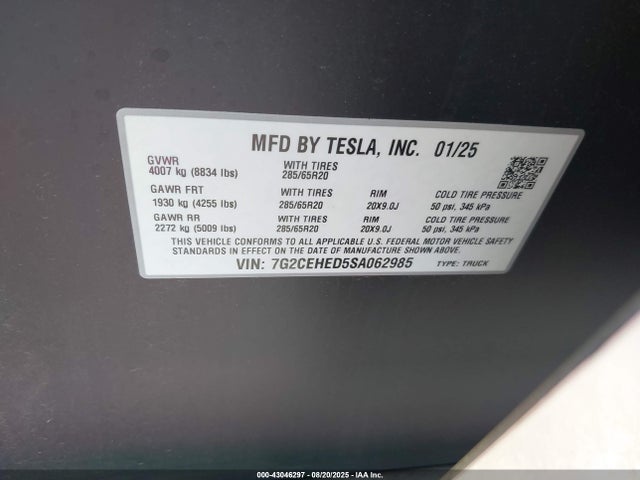 MFD BY TESLA, INC. 01/25
GVWR
4007 kg (8834 lbs)
WITH TIRES
285/65R20
GAWR FRT
1930 kg (4255 lbs)
WITH TIRES
285/65R20
RIM
20X9.0J
COLD TIRE PRESSURE
50 psi, 345 kPa
GAWR RR
2272 kg (5009 lbs)
WITH TIRES
285/65R20
RIM
20X9.0J
COLD TIRE PRESSURE
50 psi, 345 kPa
THIS VEHICLE CONFORMS TO ALL APPLICABLE U.S. FEDERAL MOTOR VEHICLE SAFETY
STANDARDS IN EFFECT ON THE DATE OF MANUFACTURE SHOWN ABOVE.
VIN: 7G2CEHED5SA062985 TYPE: TRUCK
000-43046297 - 08/20/2025 - IAA Inc.